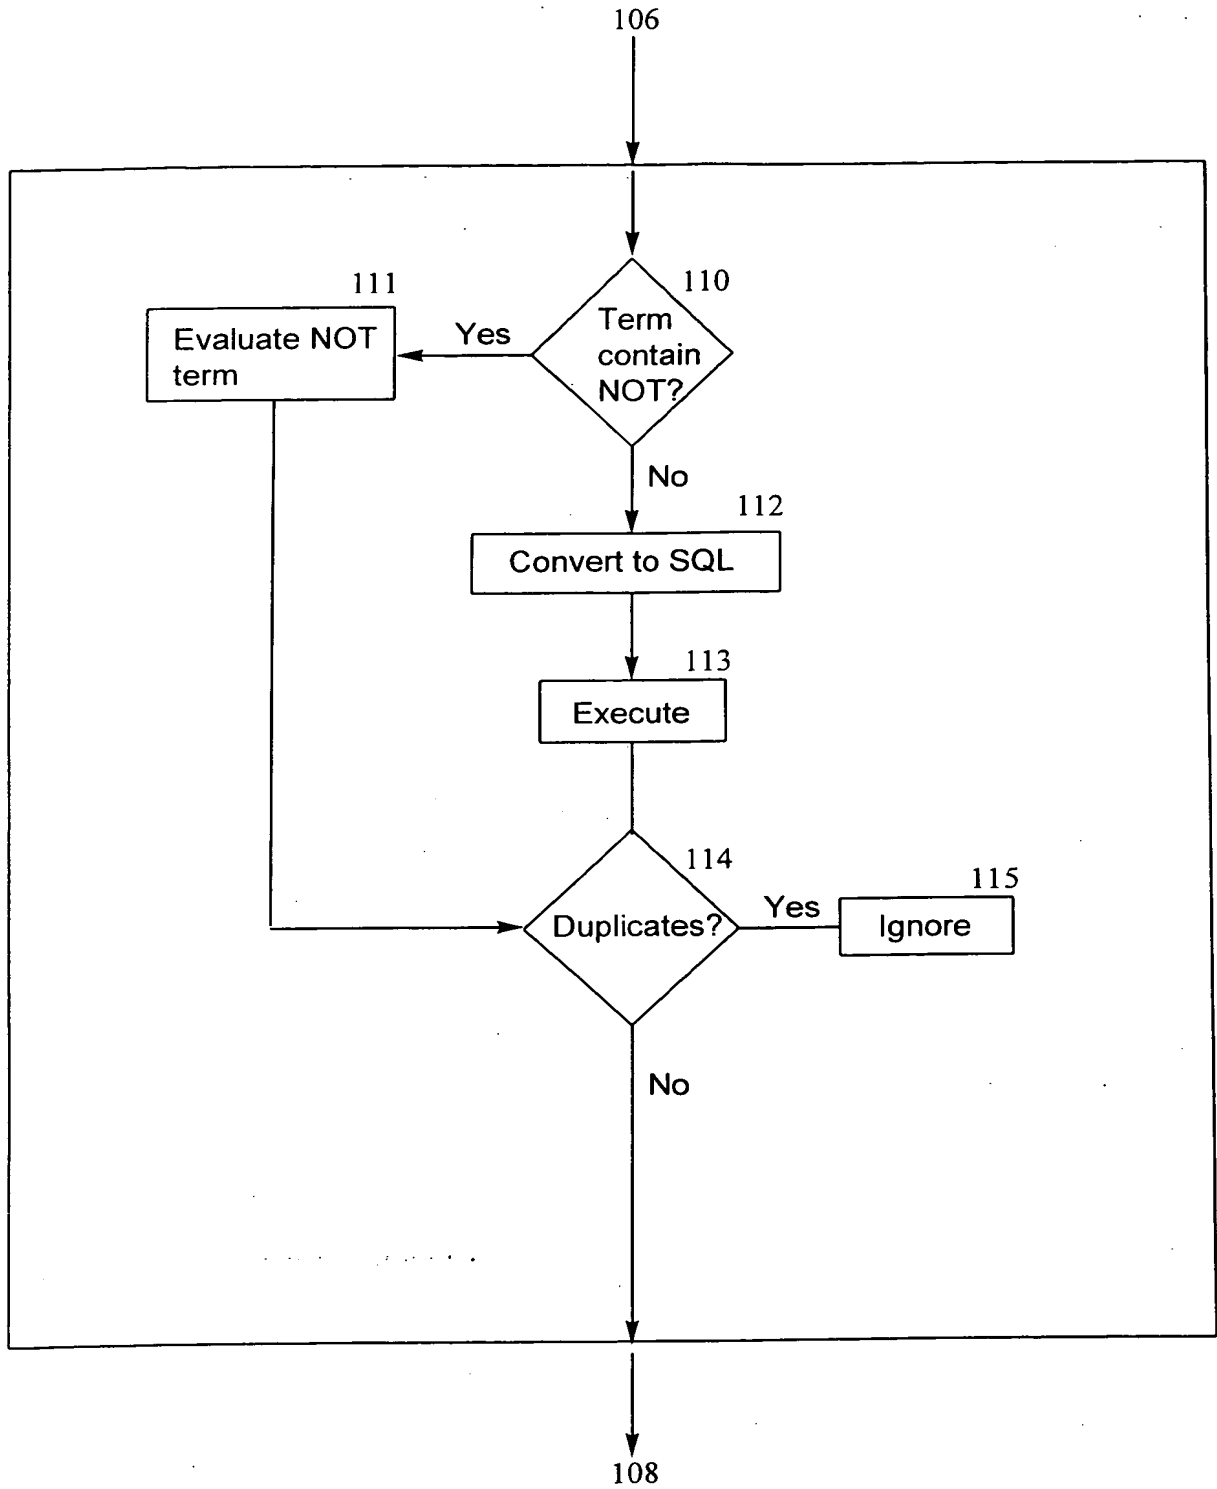 106
111
110
Evaluate NOT
term
Yes
Term
contain
NOT?
No
112
Convert to SQL
113
Execute
114
Duplicates?
Yes
115
Ignore
No
108